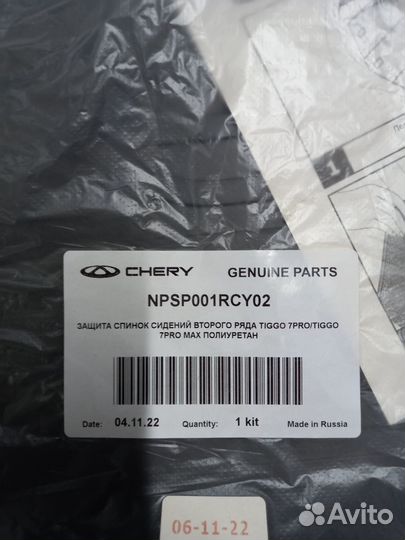 CHERY GENUINE PARTS
NPSP001RCY02
ЗАЩИТА СПИНОК СИДЕНИЙ ВТОРОГО РЯДА TIGGO 7PRO/TIGGO
7PRO MAX ПОЛИУРЕТАН
Date: 04.11.22 Quantity: 1 kit Made in Russia
06-11-22
Avito